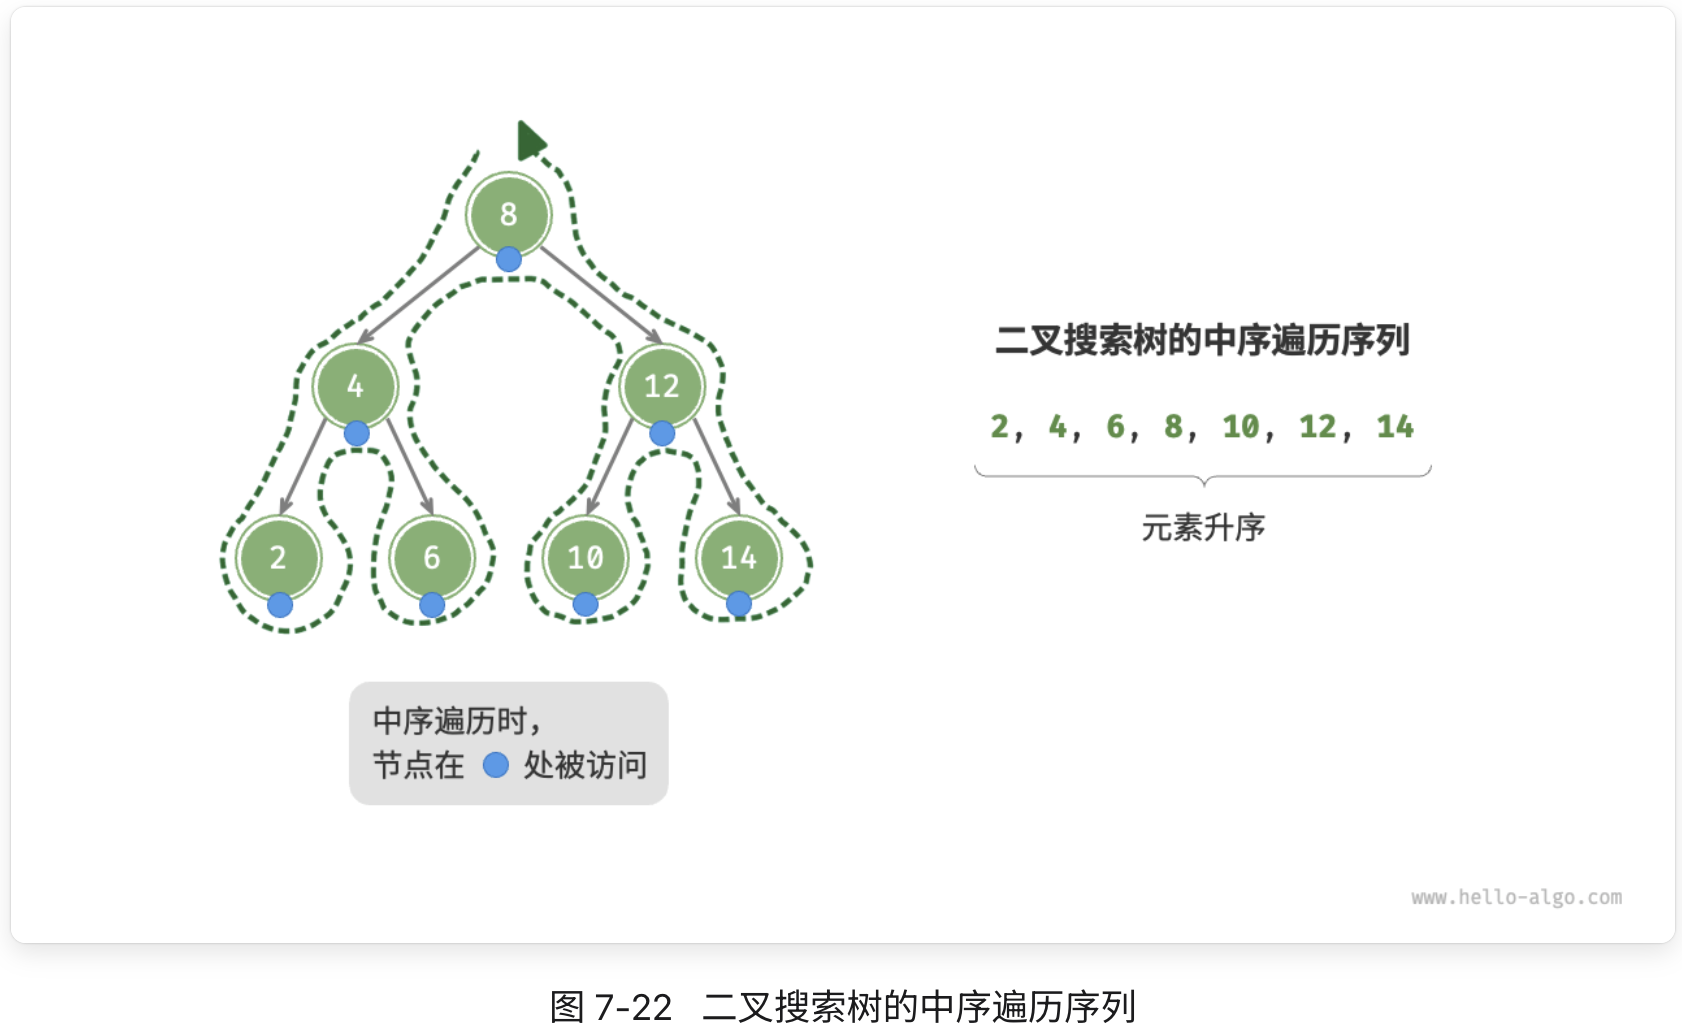 8
4
12
2
6
10
14
中序遍历时，
节点在 处被访问
二叉搜索树的中序遍历序列
2, 4, 6, 8, 10, 12, 14
元素升序
www.hello-algo.com
图 7-22 二叉搜索树的中序遍历序列